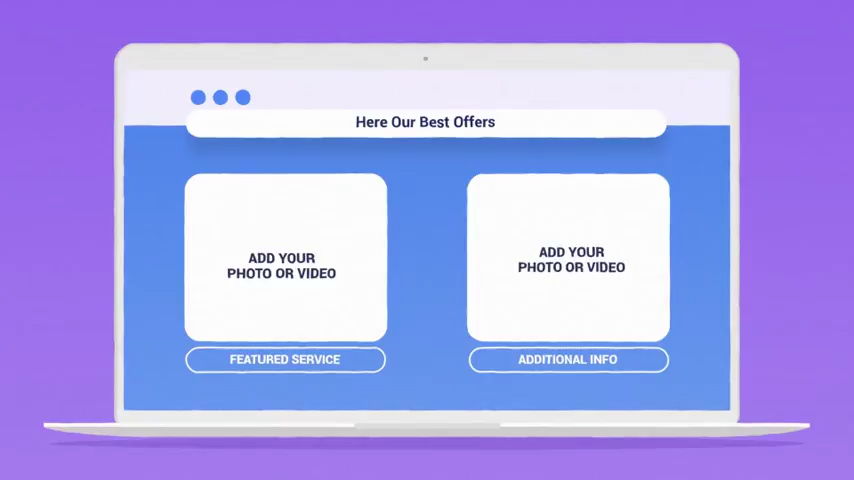 Here Our Best Offers
ADD YOUR
PHOTO OR VIDEO
ADD YOUR
PHOTO OR VIDEO
FEATURED SERVICE
ADDITIONAL INFO